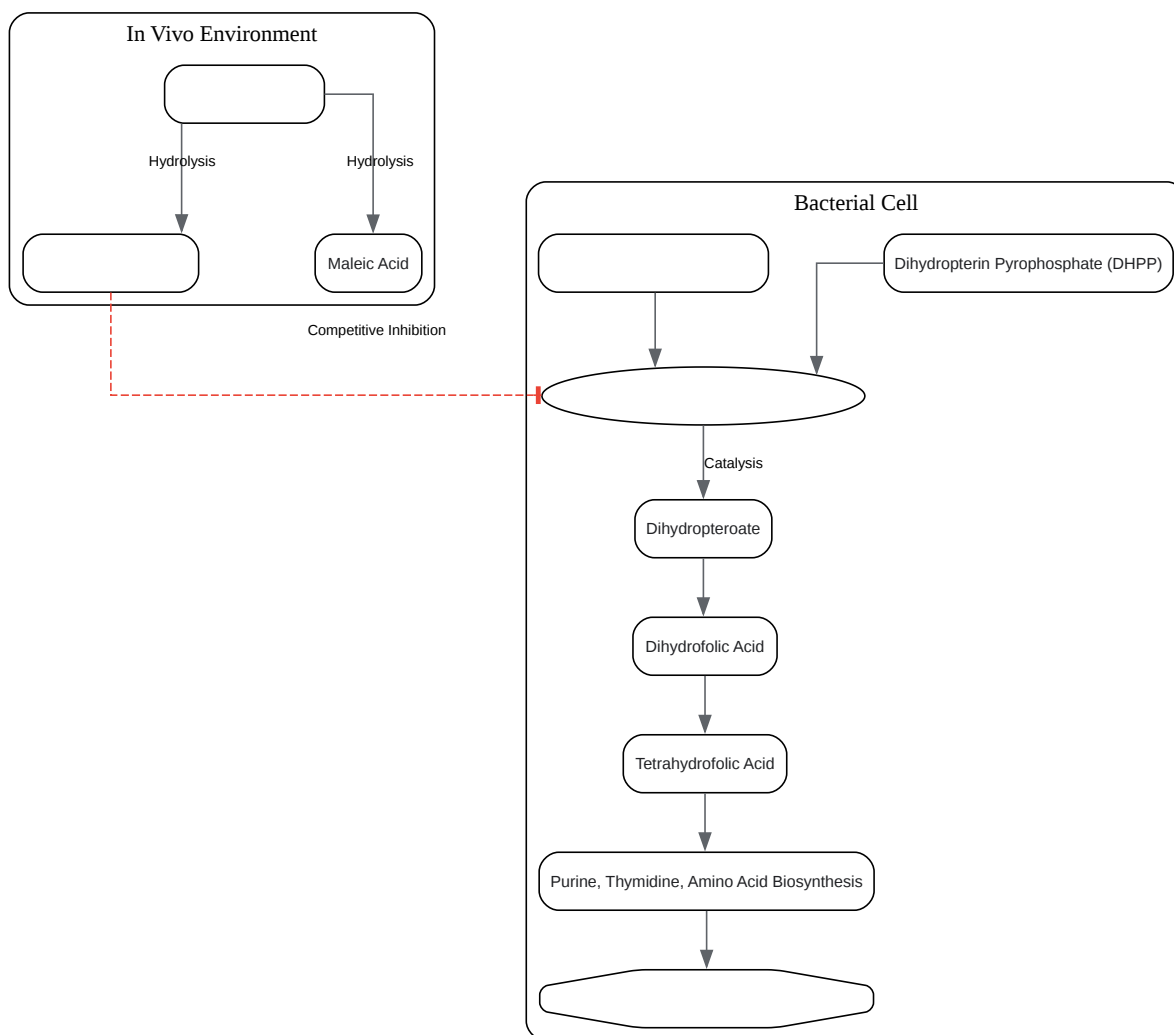 In Vivo Environment
Hydrolysis
Hydrolysis
Maleic Acid
Competitive Inhibition
Bacterial Cell
Dihydropterin Pyrophosphate (DHPP)
Catalysis
Dihydropteroate
Dihydrofolic Acid
Tetrahydrofolic Acid
Purine, Thymidine, Amino Acid Biosynthesis